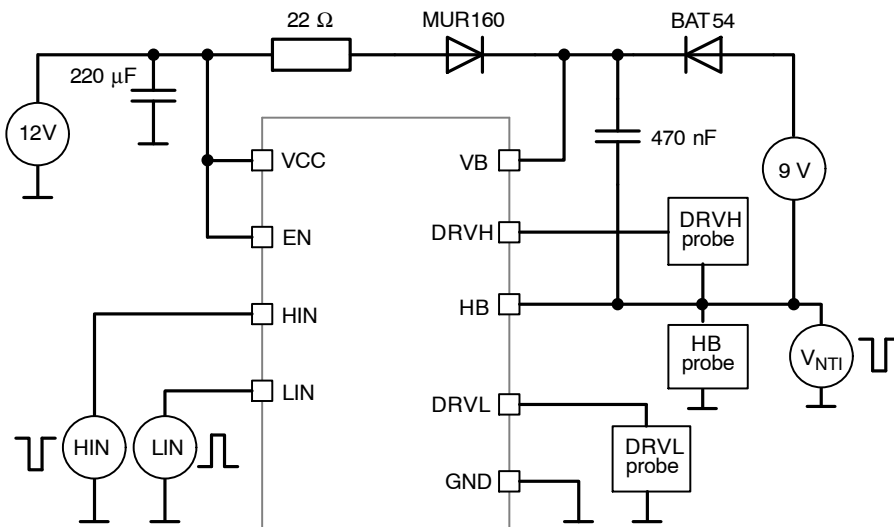 22 Ω
MUR160
BAT54
220 μF
12V
470 nF
9 V
VCC
VB
EN
DRVH
DRVH
probe
HIN
HB
HB
probe
VNTI
LIN
DRVL
HIN
LIN
DRVL
probe
GND